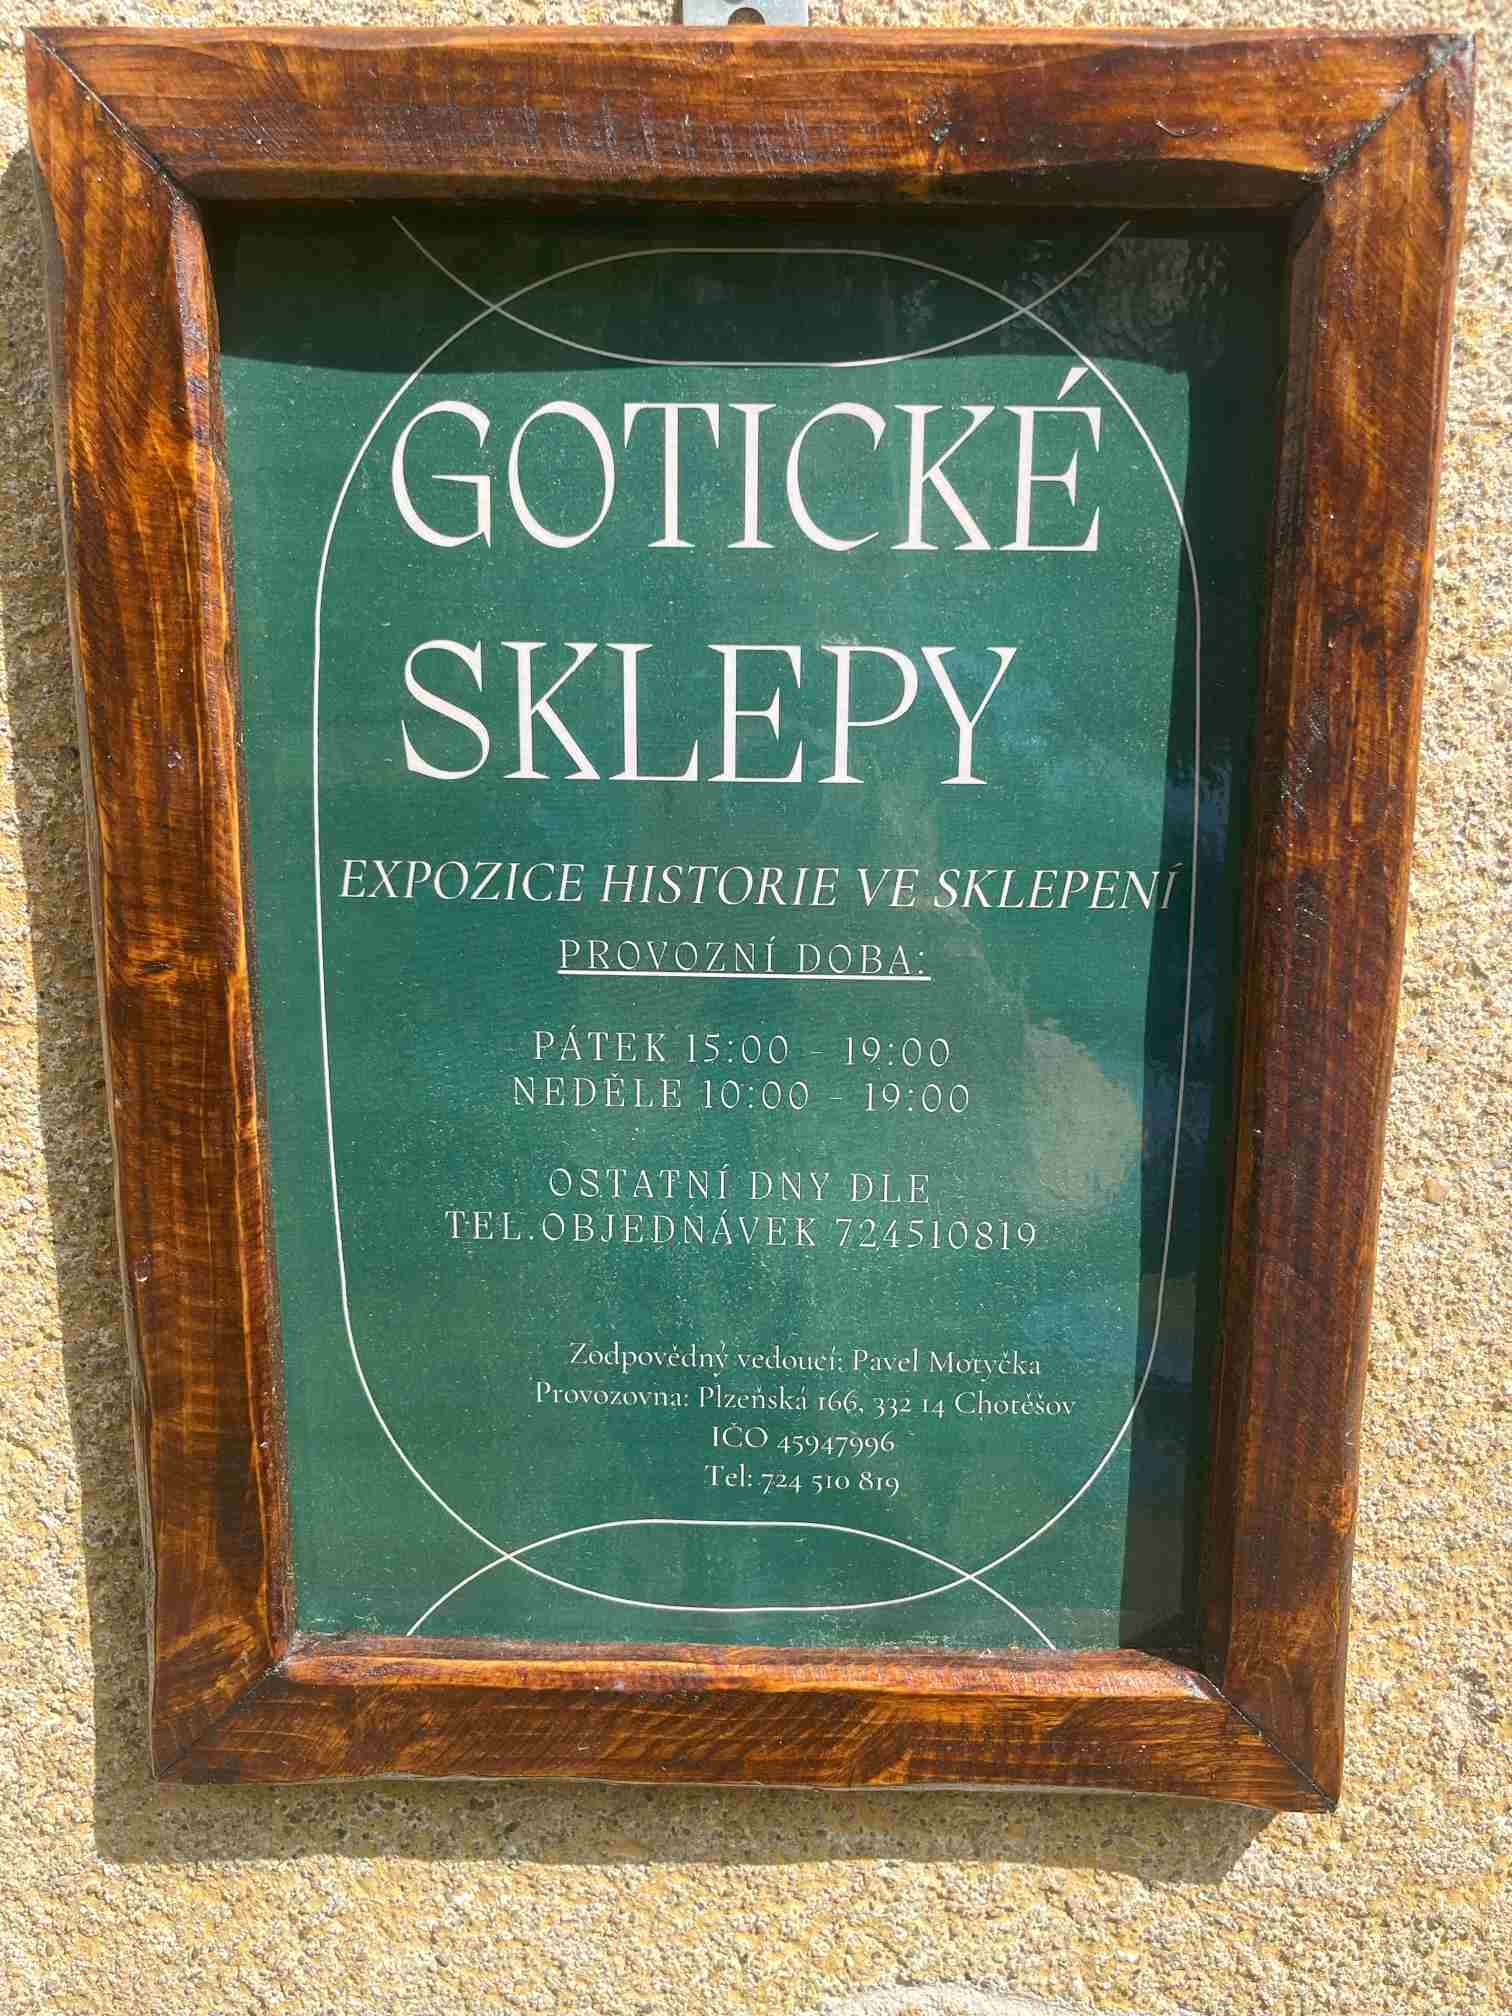 GOTICKÉ
SKLEPY
EXPOZICE HISTORIE VE SKLEPENÍ
PROVOZNÍ DOBA:
PÁTEK 15:00 - 19:00
NEDĚLE 10:00 - 19:00
OSTATNÍ DNY DLE
TEL.OBJEDNÁVEK 724510819
Zodpovědný vedoucí: Pavel Motyčka
Provozovna: Plzeňská 166, 332 14 Chotěšov
IČO 45947996
Tel: 724 510 819